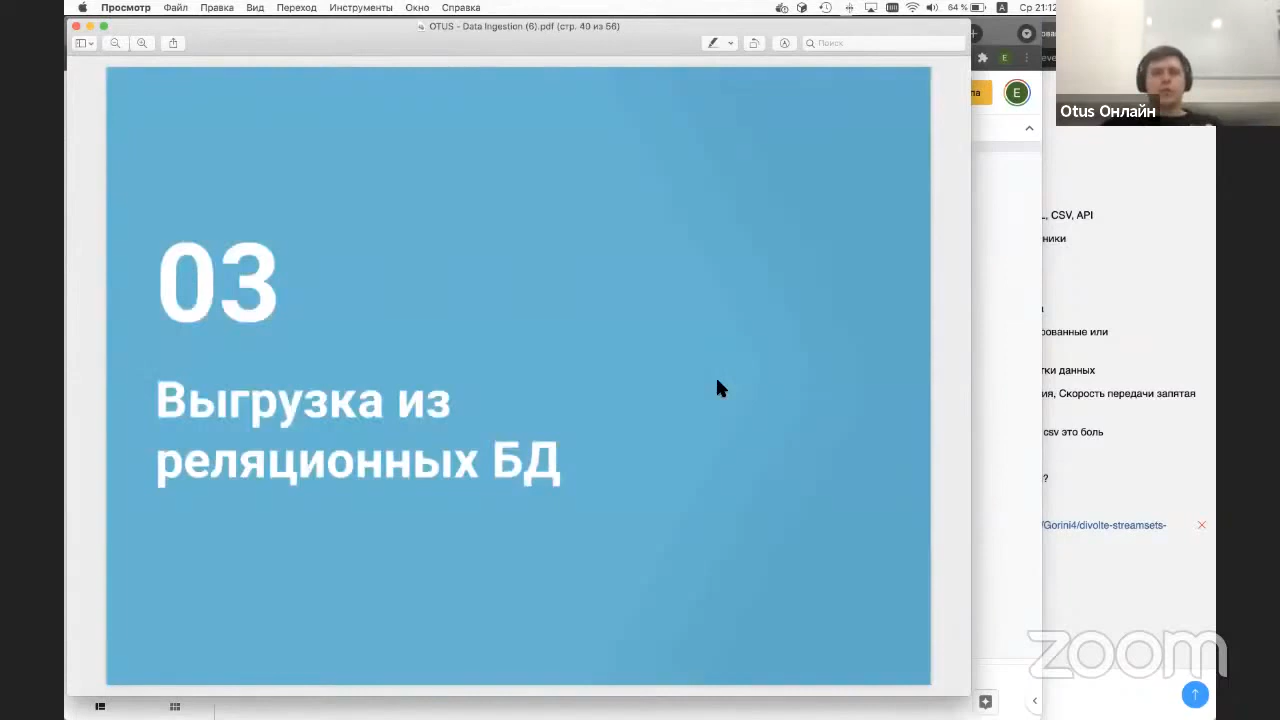 Просмотр Файл Правка Вид Переход Инструменты Окно Справка 64 % A Ср 21:12
OTUS - Data Ingestion (6).pdf (стр. 40 из 56)
Поиск
E
па
E
Otus Онлайн
03
Выгрузка из
реляционных БД
, CSV, API
ники
рованные или
тки данных
ия, Скорость передачи запятая
csv это боль
?
/Gorini4/divolte-streamsets-
zoom